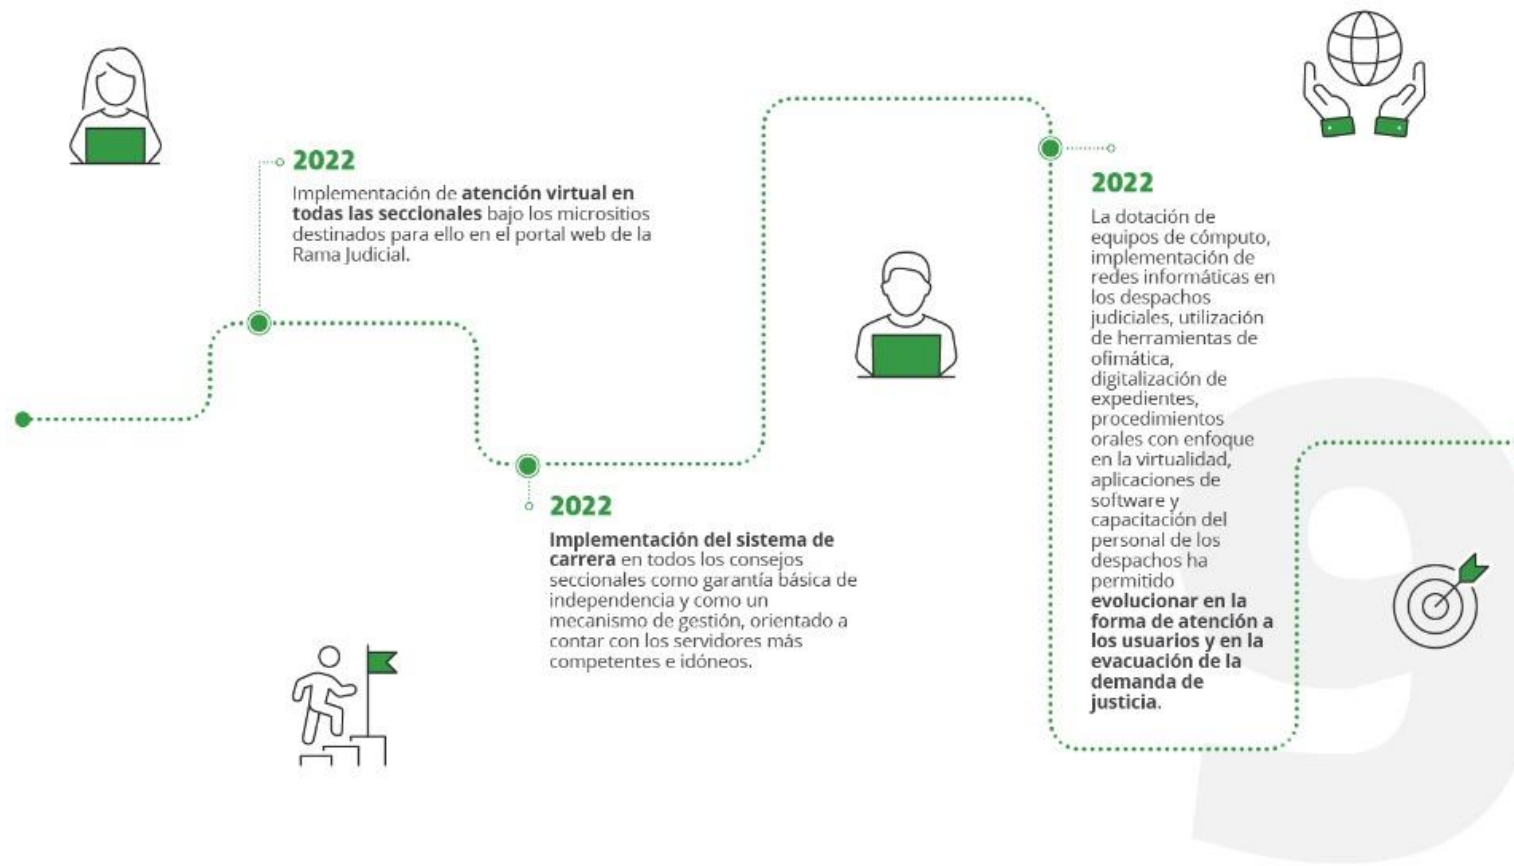 2022
Implementación de atención virtual en
todas las seccionales bajo los micrositios
destinados para ello en el portal web de la
Rama Judicial.
2022
Implementación del sistema de
carrera en todos los consejos
seccionales como garantía básica de
independencia y como un
mecanismo de gestión, orientado a
contar con los servidores más
competentes e idóneos.
2022
La dotación de
equipos de cómputo,
implementación de
redes informáticas en
los despachos
judiciales, utilización
de herramientas de
ofimática,
digitalización de
expedientes,
procedimientos
orales con enfoque
en la virtualidad,
aplicaciones de
software y
capacitación del
personal de los
despachos ha
permitido
evolucionar en la
forma de atención a
los usuarios y en la
evacuación de la
demanda de
justicia.
9